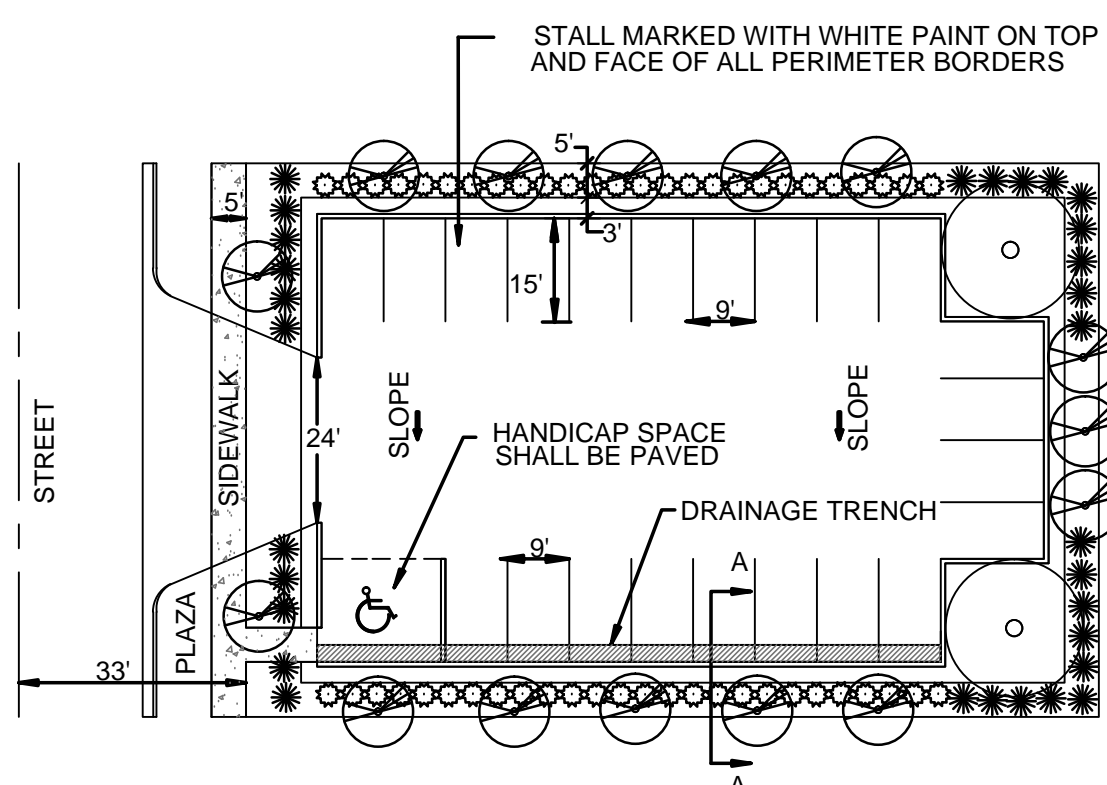 STALL MARKED WITH WHITE PAINT ON TOP
AND FACE OF ALL PERIMETER BORDERS
5'
5'
3'
15'
9'
STREET
SIDEWALK
24'
SLOPE
SLOPE
HANDICAP SPACE
SHALL BE PAVED
DRAINAGE TRENCH
9'
A
PLAZA
33'
A